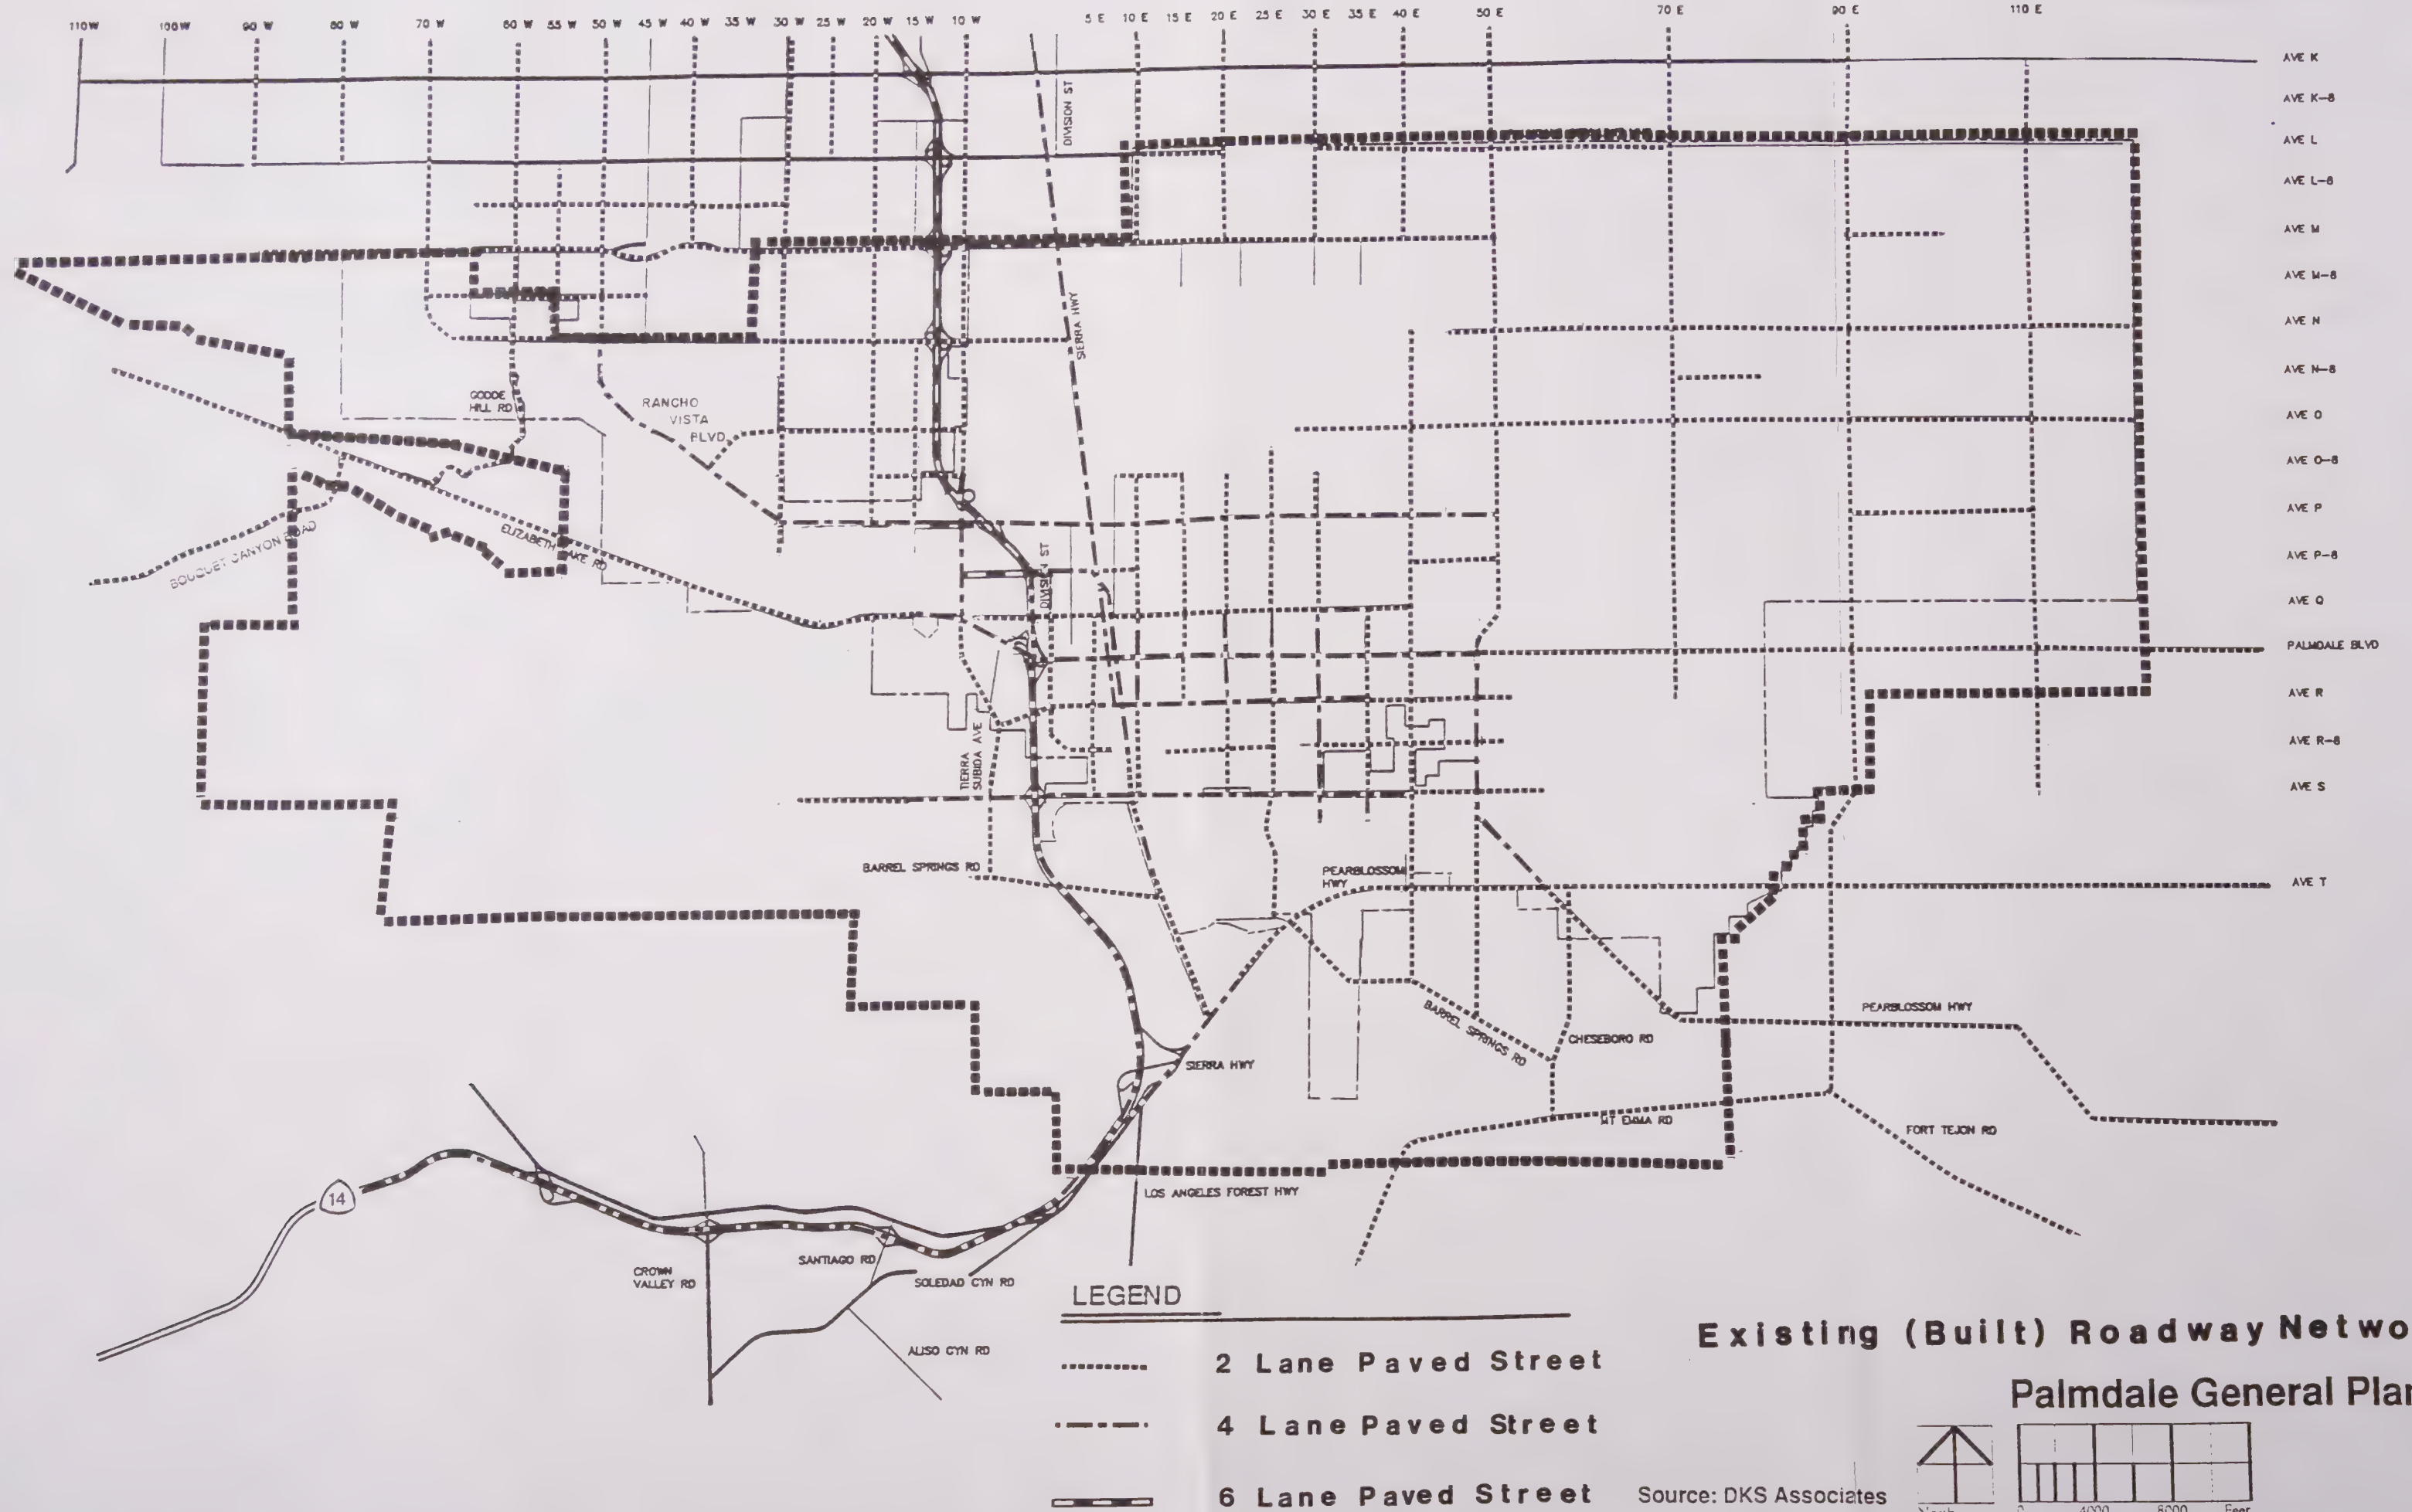 110 W 100 W 90 W 80 W 70 W 60 W 55 W 50 W 45 W 40 W 35 W 30 W 25 W 20 W 15 W 10 W 5 E 10 E 15 E 20 E 25 E 30 E 35 E 40 E 50 E 70 E 90 E 110 E
AVE K
AVE K-8
DIVISION ST
AVE L
AVE L-8
AVE M
AVE M-8
SIERRA HWY
AVE N
AVE N-8
GODDE
HILL RD
RANCHO
VISTA
BLVD
AVE O
AVE O-8
AVE P
BOUQUET CANYON ROAD
ELIZABETH LAKE RD
AVE P-8
DIVISION ST
AVE Q
PALMDALE BLVD
AVE R
TIERRA
SUBIDA AVE
AVE R-8
AVE S
BARREL SPRINGS RD
PEARBLOSSOM
HWY
AVE T
BARREL SPRINGS RD
CHESEBORO RD
PEARBLOSSOM HWY
SIERRA HWY
MT EMMA RD
FORT TEJON RD
14
LOS ANGELES FOREST HWY
CROWN
VALLEY RD
SANTIAGO RD
SOLEDAD CYN RD
ALISO CYN RD
LEGEND
2 Lane Paved Street
4 Lane Paved Street
6 Lane Paved Street
Existing (Built) Roadway Netwo
Palmdale General Plan
Source: DKS Associates
North
0 4000 8000 Feet